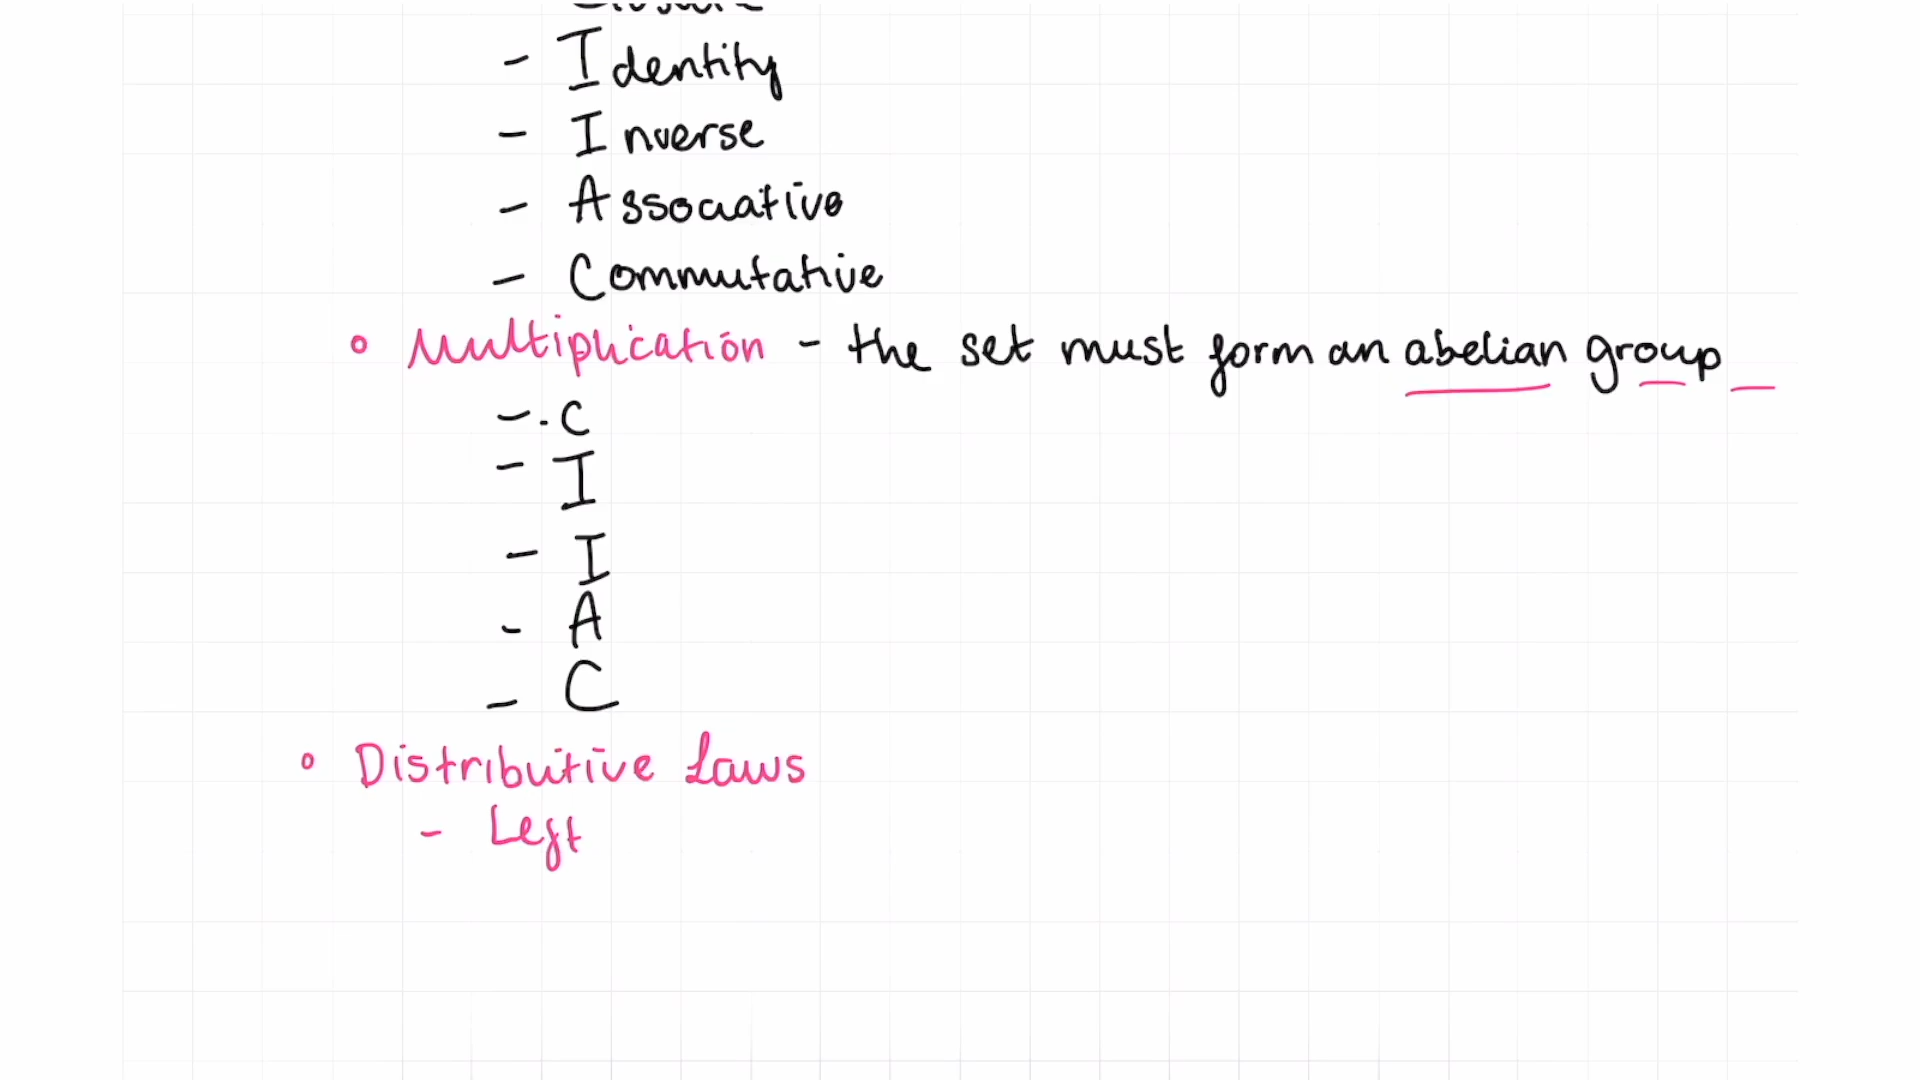 - Identity
- Inverse
- Associative
- Commutative
◦ Multiplication - the set must form an abelian group
- . C
- I
- I
- A
- C
◦ Distributive Laws
- Left